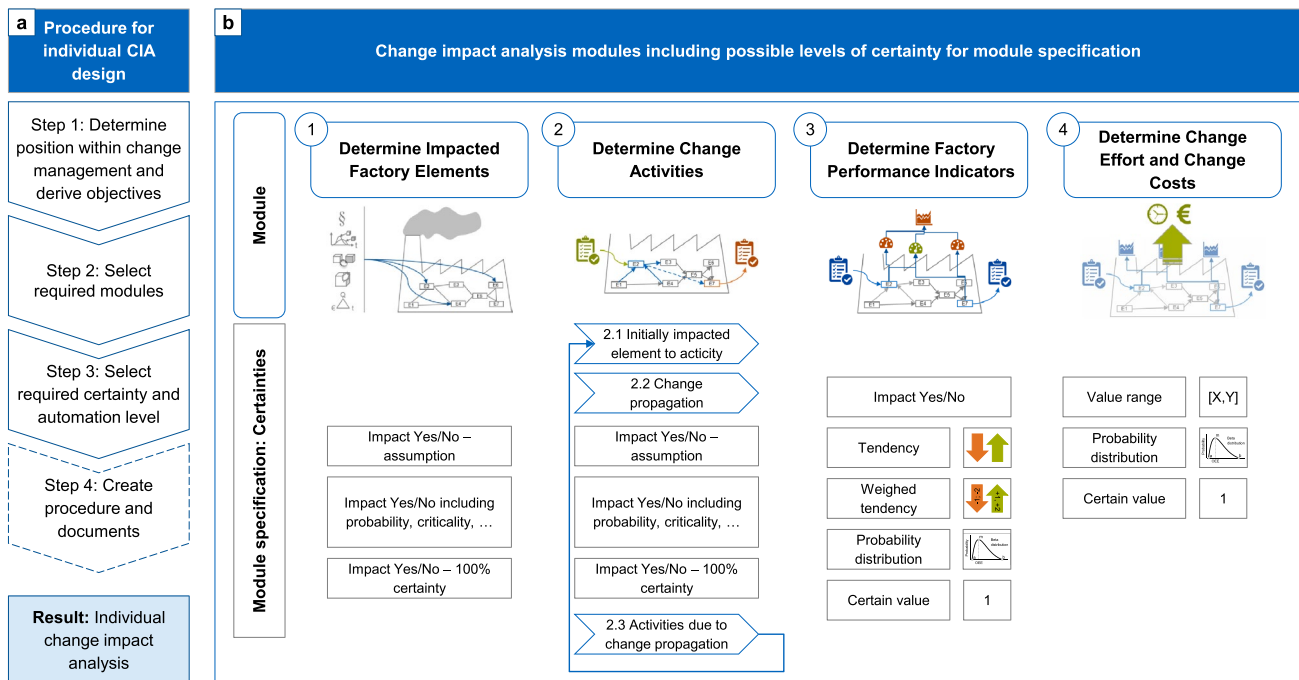 a
Procedure for
individual CIA
design
Step 1: Determine
position within change
management and
derive objectives
Step 2: Select
required modules
Step 3: Select
required certainty and
automation level
Step 4: Create
procedure and
documents
Result: Individual
change impact
analysis
b
Change impact analysis modules including possible levels of certainty for module specification
Module
1
Determine Impacted
Factory Elements
2
Determine Change
Activities
3
Determine Factory
Performance Indicators
4
Determine Change
Effort and Change
Costs
§
€
Module specification: Certainties
Impact Yes/No –
assumption
Impact Yes/No including
probability, criticality, …
Impact Yes/No – 100%
certainty
2.1 Initially impacted
element to acticity
2.2 Change
propagation
Impact Yes/No –
assumption
Impact Yes/No including
probability, criticality, …
Impact Yes/No – 100%
certainty
2.3 Activities due to
change propagation
Impact Yes/No
Tendency
Weighed
tendency
Probability
distribution
Probability
Beta
distribution
Certain value
1
Value range
[X,Y]
Probability
distribution
Probability
Beta
distribution
Certain value
1